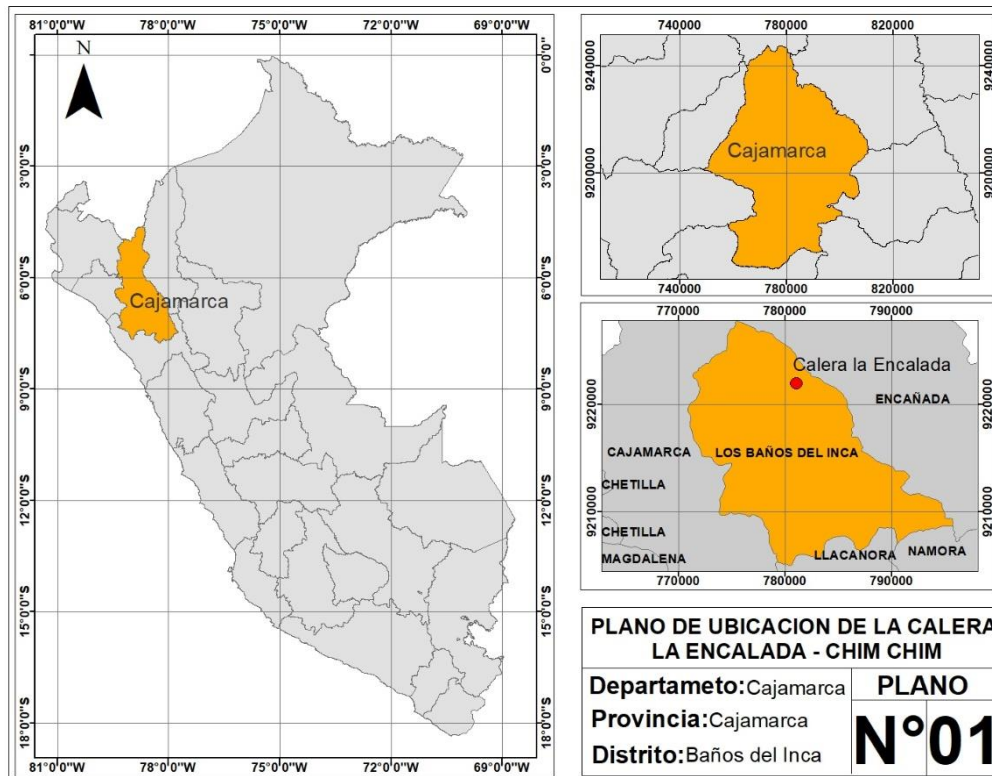 81°0'0"W 78°0'0"W 75°0'0"W 72°0'0"W 69°0'0"W
N
0°0'0"
3°0'0"S 3°0'0"S
6°0'0"S 6°0'0"S
Cajamarca
9°0'0"S 9°0'0"S
12°0'0"S 12°0'0"S
15°0'0"S 15°0'0"S
18°0'0"S 18°0'0"S
81°0'0"W 78°0'0"W 75°0'0"W 72°0'0"W 69°0'0"W
740000 780000 820000
9240000 9240000
Cajamarca
9200000 9200000
740000 780000 820000
770000 780000 790000
Calera la Encalada
ENCAÑADA
9220000 9220000
CAJAMARCA LOS BAÑOS DEL INCA
CHETILLA
9210000 9210000
CHETILLA
MAGDALENA LLACANORA NAMORA
770000 780000 790000
PLANO DE UBICACION DE LA CALERA
LA ENCALADA - CHIM CHIM
Departameto:Cajamarca
Provincia:Cajamarca
Distrito:Baños del Inca
PLANO
N°01